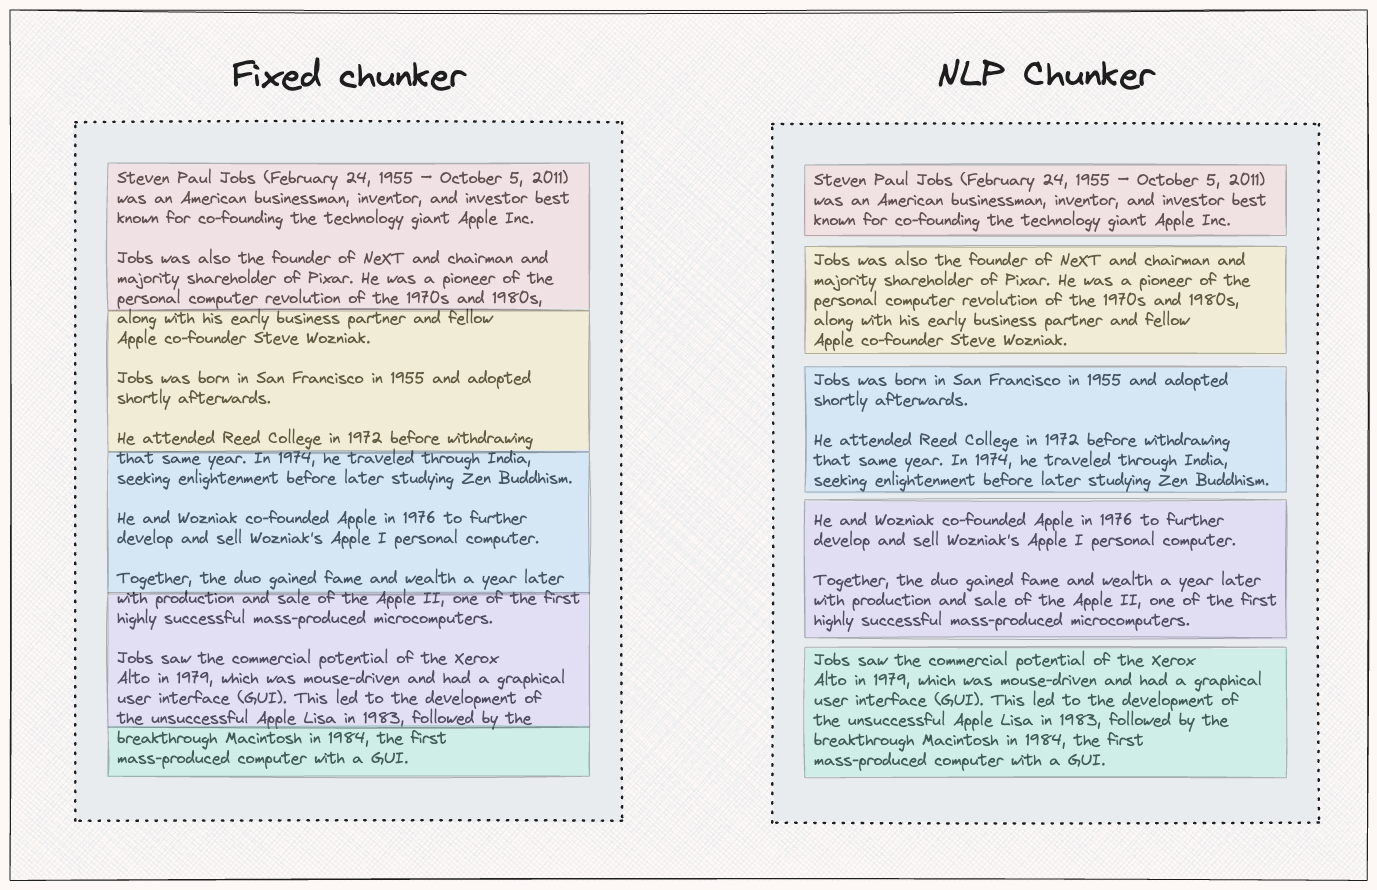 Fixed chunker
Steven Paul Jobs (February 24, 1955 – October 5, 2011)
was an American businessman, inventor, and investor best
known for co-founding the technology giant Apple Inc.
Jobs was also the founder of NeXT and chairman and
majority shareholder of Pixar. He was a pioneer of the
personal computer revolution of the 1970s and 1980s,
along with his early business partner and fellow
Apple co-founder Steve Wozniak.
Jobs was born in San Francisco in 1955 and adopted
shortly afterwards.
He attended Reed College in 1972 before withdrawing
that same year. In 1974, he traveled through India,
seeking enlightenment before later studying Zen Buddhism.
He and Wozniak co-founded Apple in 1976 to further
develop and sell Wozniak's Apple I personal computer.
Together, the duo gained fame and wealth a year later
with production and sale of the Apple II, one of the first
highly successful mass-produced microcomputers.
Jobs saw the commercial potential of the Xerox
Alto in 1979, which was mouse-driven and had a graphical
user interface (GUI). This led to the development of
the unsuccessful Apple Lisa in 1983, followed by the
breakthrough Macintosh in 1984, the first
mass-produced computer with a GUI.
NLP Chunker
Steven Paul Jobs (February 24, 1955 – October 5, 2011)
was an American businessman, inventor, and investor best
known for co-founding the technology giant Apple Inc.
Jobs was also the founder of NeXT and chairman and
majority shareholder of Pixar. He was a pioneer of the
personal computer revolution of the 1970s and 1980s,
along with his early business partner and fellow
Apple co-founder Steve Wozniak.
Jobs was born in San Francisco in 1955 and adopted
shortly afterwards.
He attended Reed College in 1972 before withdrawing
that same year. In 1974, he traveled through India,
seeking enlightenment before later studying Zen Buddhism.
He and Wozniak co-founded Apple in 1976 to further
develop and sell Wozniak's Apple I personal computer.
Together, the duo gained fame and wealth a year later
with production and sale of the Apple II, one of the first
highly successful mass-produced microcomputers.
Jobs saw the commercial potential of the Xerox
Alto in 1979, which was mouse-driven and had a graphical
user interface (GUI). This led to the development of
the unsuccessful Apple Lisa in 1983, followed by the
breakthrough Macintosh in 1984, the first
mass-produced computer with a GUI.